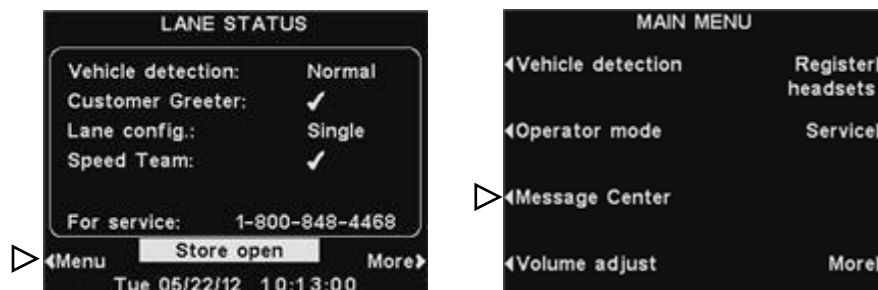 LANE STATUS
Vehicle detection: Normal
Customer Greeter: ✓
Lane config.: Single
Speed Team: ✓
For service: 1-800-848-4468
Store open
Menu More
Tue 05/22/12 10:13:00
MAIN MENU
Vehicle detection Register
headsets
Operator mode Service
Message Center
Volume adjust More